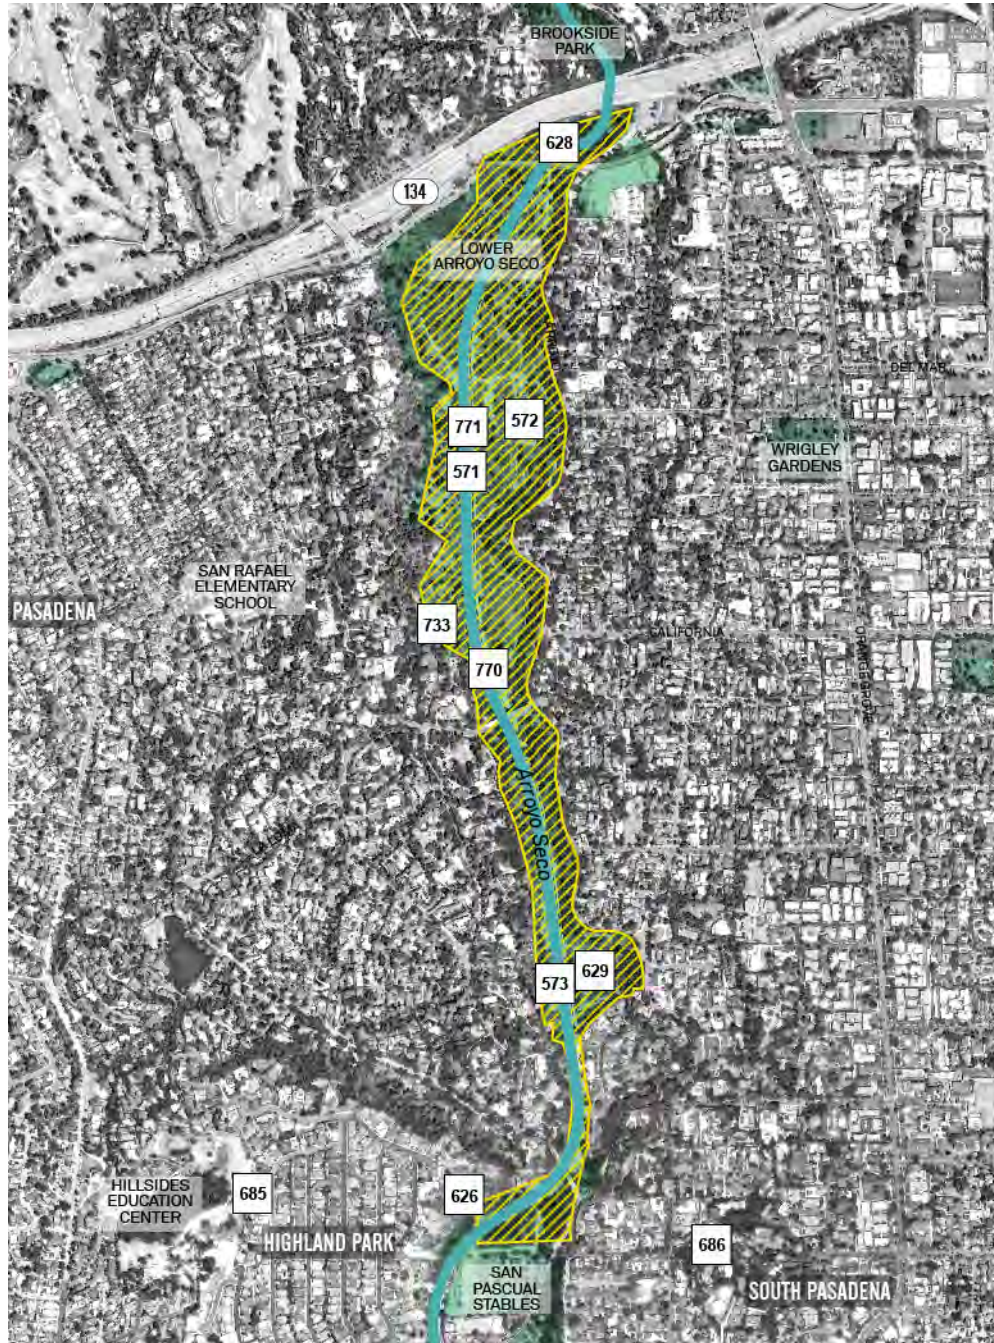 BROOKSIDE
PARK
628
134
LOWER
ARROYO SECO
DEL MAR
771
572
WRIGLEY
GARDENS
571
SAN RAFAEL
ELEMENTARY
SCHOOL
PASADENA
733
CALIFORNIA
ORANGE GROVE
770
Arroyo Seco
629
573
HILLSIDES
EDUCATION
CENTER
685
626
HIGHLAND PARK
686
SAN
PASCUAL
STABLES
SOUTH PASADENA